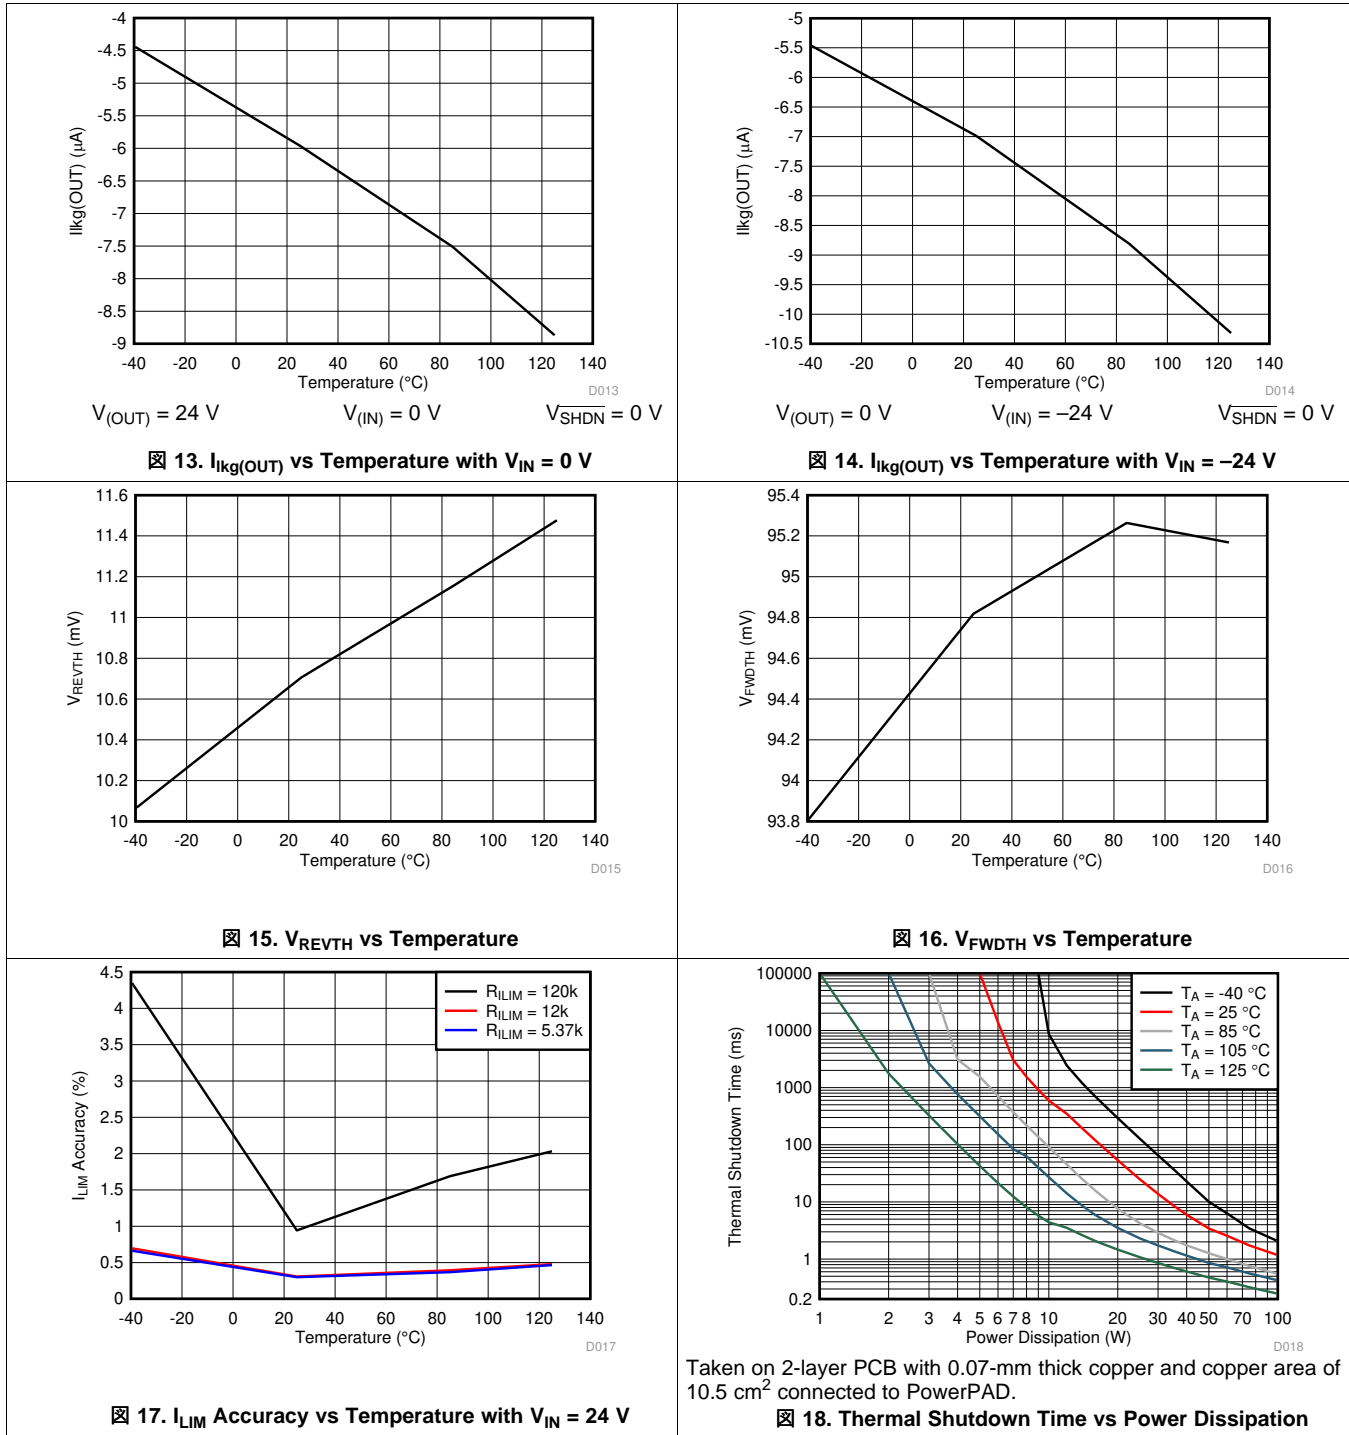 -4
-4.5
-5
-5.5
-6
-6.5
-7
-7.5
-8
-8.5
-9
Ilkg(OUT) (µA)
-40 -20 0 20 40 60 80 100 120 140
Temperature (°C)
D013
V(OUT) = 24 V V(IN) = 0 V VSHDN = 0 V
図 13. Ilkg(OUT) vs Temperature with VIN = 0 V
-5
-5.5
-6
-6.5
-7
-7.5
-8
-8.5
-9
-9.5
-10
-10.5
Ilkg(OUT) (µA)
-40 -20 0 20 40 60 80 100 120 140
Temperature (°C)
D014
V(OUT) = 0 V V(IN) = –24 V VSHDN = 0 V
図 14. Ilkg(OUT) vs Temperature with VIN = –24 V
11.6
11.4
11.2
11
10.8
10.6
10.4
10.2
10
VREVTH (mV)
-40 -20 0 20 40 60 80 100 120 140
Temperature (°C)
D015
図 15. VREVTH vs Temperature
95.4
95.2
95
94.8
94.6
94.4
94.2
94
93.8
VFWDTH (mV)
-40 -20 0 20 40 60 80 100 120 140
Temperature (°C)
D016
図 16. VFWDTH vs Temperature
4.5
4
3.5
3
2.5
2
1.5
1
0.5
0
ILIM Accuracy (%)
RILIM = 120k
RILIM = 12k
RILIM = 5.37k
-40 -20 0 20 40 60 80 100 120 140
Temperature (°C)
D017
図 17. ILIM Accuracy vs Temperature with VIN = 24 V
100000
10000
1000
100
10
1
0.2
Thermal Shutdown Time (ms)
TA = -40 °C
TA = 25 °C
TA = 85 °C
TA = 105 °C
TA = 125 °C
1 2 3 4 5 6 7 8 10 20 30 40 50 70 100
Power Dissipation (W)
D018
Taken on 2-layer PCB with 0.07-mm thick copper and copper area of
10.5 cm² connected to PowerPAD.
図 18. Thermal Shutdown Time vs Power Dissipation